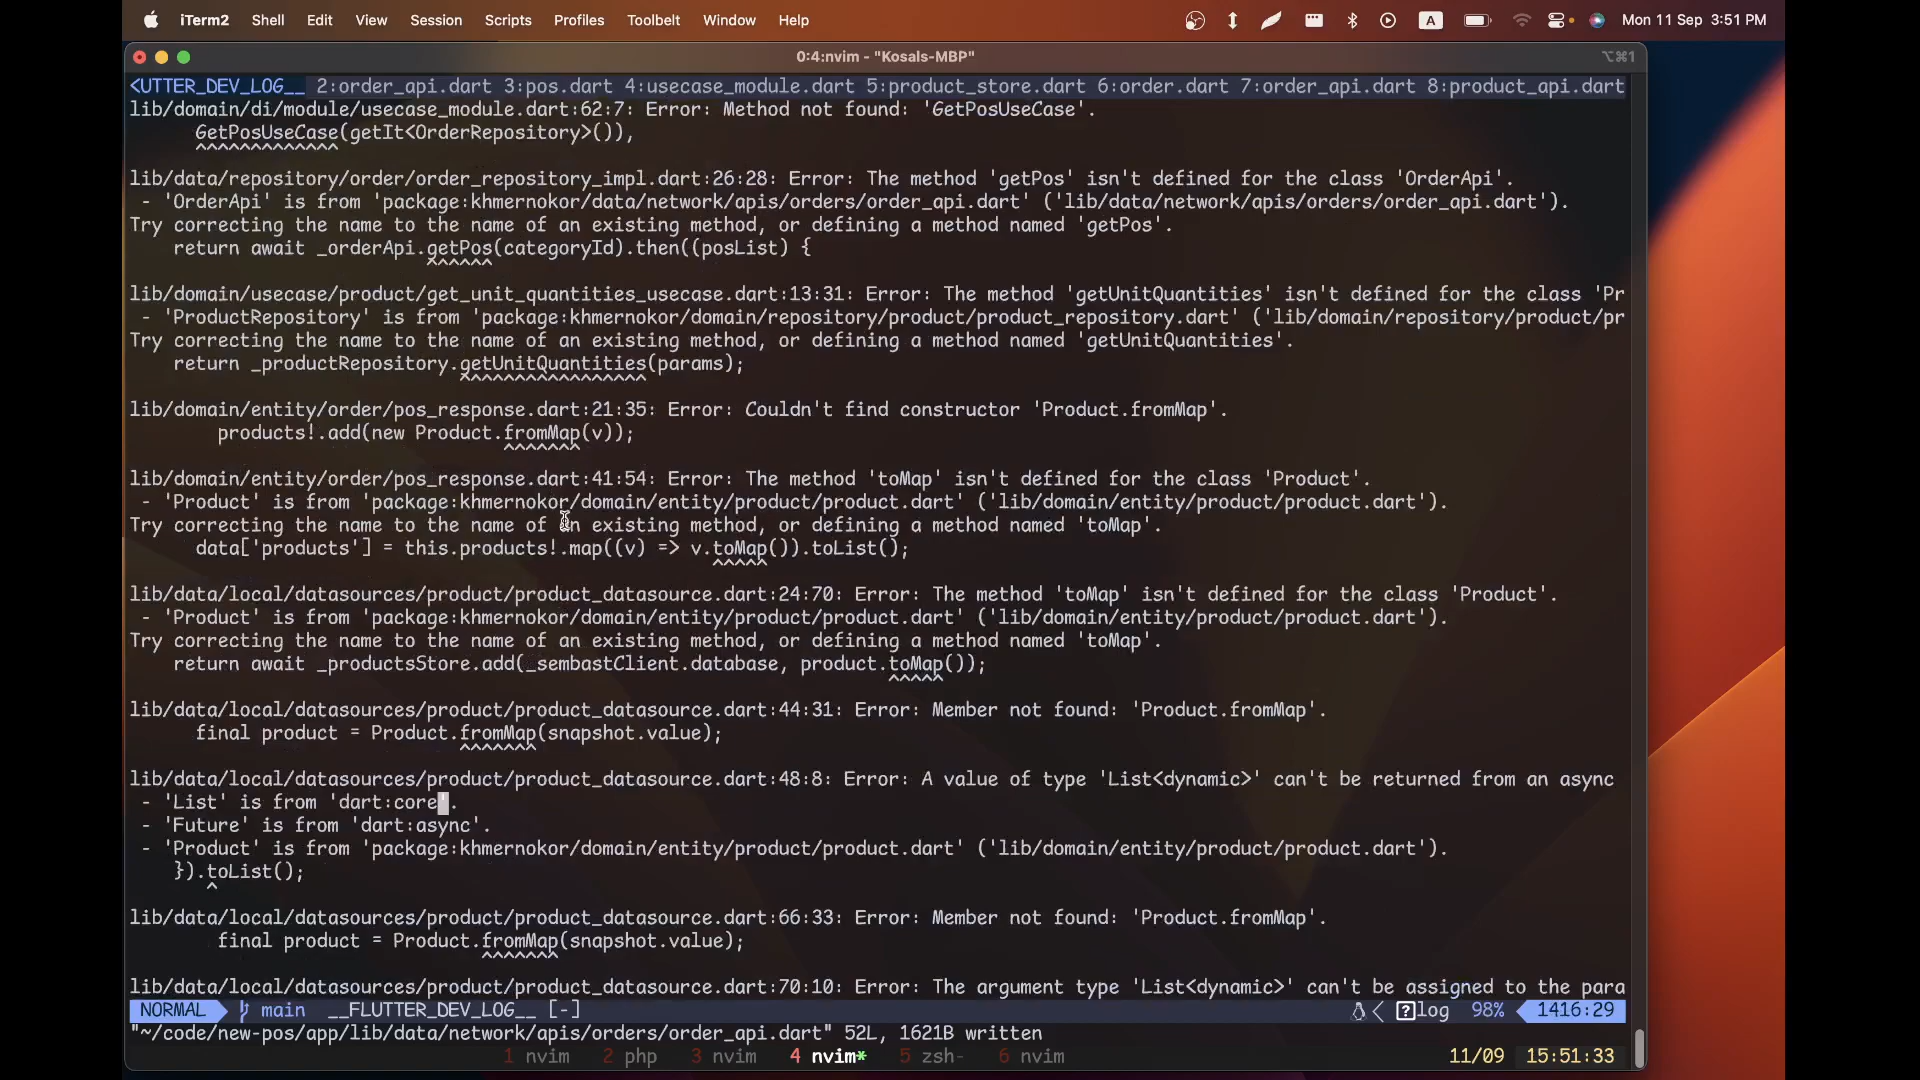 iTerm2 Shell Edit View Session Scripts Profiles Toolbelt Window Help A Mon 11 Sep 3:51 PM
0:4:nvim - "Kosals-MBP" ⌥⌘1
<UTTER_DEV_LOG__ 2:order_api.dart 3:pos.dart 4:usecase_module.dart 5:product_store.dart 6:order.dart 7:order_api.dart 8:product_api.dart
lib/domain/di/module/usecase_module.dart:62:7: Error: Method not found: 'GetPosUseCase'.
GetPosUseCase(getIt<OrderRepository>()),
^^^^^^^^^^^^^
lib/data/repository/order/order_repository_impl.dart:26:28: Error: The method 'getPos' isn't defined for the class 'OrderApi'.
- 'OrderApi' is from 'package:khmernokor/data/network/apis/orders/order_api.dart' ('lib/data/network/apis/orders/order_api.dart').
Try correcting the name to the name of an existing method, or defining a method named 'getPos'.
return await _orderApi.getPos(categoryId).then((posList) {
^^^^^^
lib/domain/usecase/product/get_unit_quantities_usecase.dart:13:31: Error: The method 'getUnitQuantities' isn't defined for the class 'Pr
- 'ProductRepository' is from 'package:khmernokor/domain/repository/product/product_repository.dart' ('lib/domain/repository/product/pr
Try correcting the name to the name of an existing method, or defining a method named 'getUnitQuantities'.
return _productRepository.getUnitQuantities(params);
^^^^^^^^^^^^^^^^^
lib/domain/entity/order/pos_response.dart:21:35: Error: Couldn't find constructor 'Product.fromMap'.
products!.add(new Product.fromMap(v));
^^^^^^^
lib/domain/entity/order/pos_response.dart:41:54: Error: The method 'toMap' isn't defined for the class 'Product'.
- 'Product' is from 'package:khmernokor/domain/entity/product/product.dart' ('lib/domain/entity/product/product.dart').
Try correcting the name to the name of an existing method, or defining a method named 'toMap'.
data['products'] = this.products!.map((v) => v.toMap()).toList();
^^^^^
lib/data/local/datasources/product/product_datasource.dart:24:70: Error: The method 'toMap' isn't defined for the class 'Product'.
- 'Product' is from 'package:khmernokor/domain/entity/product/product.dart' ('lib/domain/entity/product/product.dart').
Try correcting the name to the name of an existing method, or defining a method named 'toMap'.
return await _productsStore.add(_sembastClient.database, product.toMap());
^^^^^
lib/data/local/datasources/product/product_datasource.dart:44:31: Error: Member not found: 'Product.fromMap'.
final product = Product.fromMap(snapshot.value);
^^^^^^^
lib/data/local/datasources/product/product_datasource.dart:48:8: Error: A value of type 'List<dynamic>' can't be returned from an async
- 'List' is from 'dart:core'.
- 'Future' is from 'dart:async'.
- 'Product' is from 'package:khmernokor/domain/entity/product/product.dart' ('lib/domain/entity/product/product.dart').
}).toList();
^
lib/data/local/datasources/product/product_datasource.dart:66:33: Error: Member not found: 'Product.fromMap'.
final product = Product.fromMap(snapshot.value);
^^^^^^^
lib/data/local/datasources/product/product_datasource.dart:70:10: Error: The argument type 'List<dynamic>' can't be assigned to the para
NORMAL main __FLUTTER_DEV_LOG__ [-] < ?log 98% 1416:29
"~/code/new-pos/app/lib/data/network/apis/orders/order_api.dart" 52L, 1621B written
1 nvim 2 php 3 nvim 4 nvim* 5 zsh- 6 nvim 11/09 15:51:33